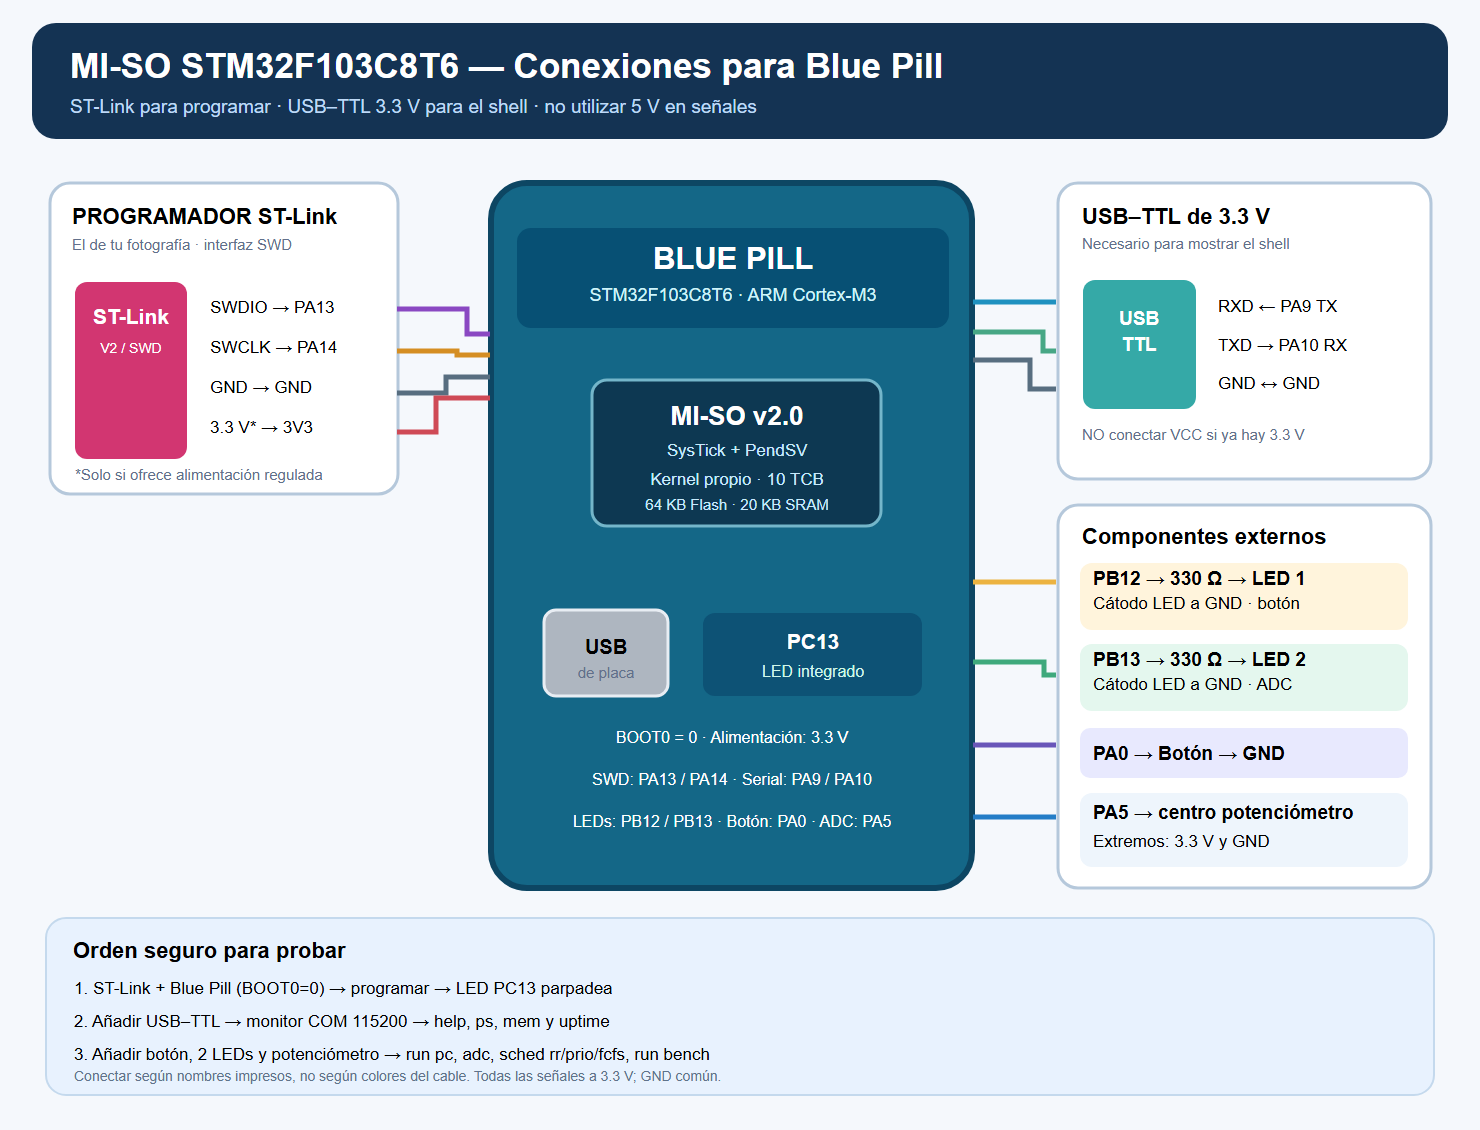 MI-SO STM32F103C8T6 — Conexiones para Blue Pill
ST-Link para programar · USB–TTL 3.3 V para el shell · no utilizar 5 V en señales
PROGRAMADOR ST-Link
El de tu fotografía · interfaz SWD
ST-Link
V2 / SWD
SWDIO → PA13
SWCLK → PA14
GND → GND
3.3 V* → 3V3
*Solo si ofrece alimentación regulada
BLUE PILL
STM32F103C8T6 · ARM Cortex-M3
MI-SO v2.0
SysTick + PendSV
Kernel propio · 10 TCB
64 KB Flash · 20 KB SRAM
USB
de placa
PC13
LED integrado
BOOT0 = 0 · Alimentación: 3.3 V
SWD: PA13 / PA14 · Serial: PA9 / PA10
LEDs: PB12 / PB13 · Botón: PA0 · ADC: PA5
USB–TTL de 3.3 V
Necesario para mostrar el shell
USB
TTL
RXD ← PA9 TX
TXD → PA10 RX
GND ↔ GND
NO conectar VCC si ya hay 3.3 V
Componentes externos
PB12 → 330 Ω → LED 1
Cátodo LED a GND · botón
PB13 → 330 Ω → LED 2
Cátodo LED a GND · ADC
PA0 → Botón → GND
PA5 → centro potenciómetro
Extremos: 3.3 V y GND
Orden seguro para probar
1. ST-Link + Blue Pill (BOOT0=0) → programar → LED PC13 parpadea
2. Añadir USB–TTL → monitor COM 115200 → help, ps, mem y uptime
3. Añadir botón, 2 LEDs y potenciómetro → run pc, adc, sched rr/prio/fcfs, run bench
Conectar según nombres impresos, no según colores del cable. Todas las señales a 3.3 V; GND común.